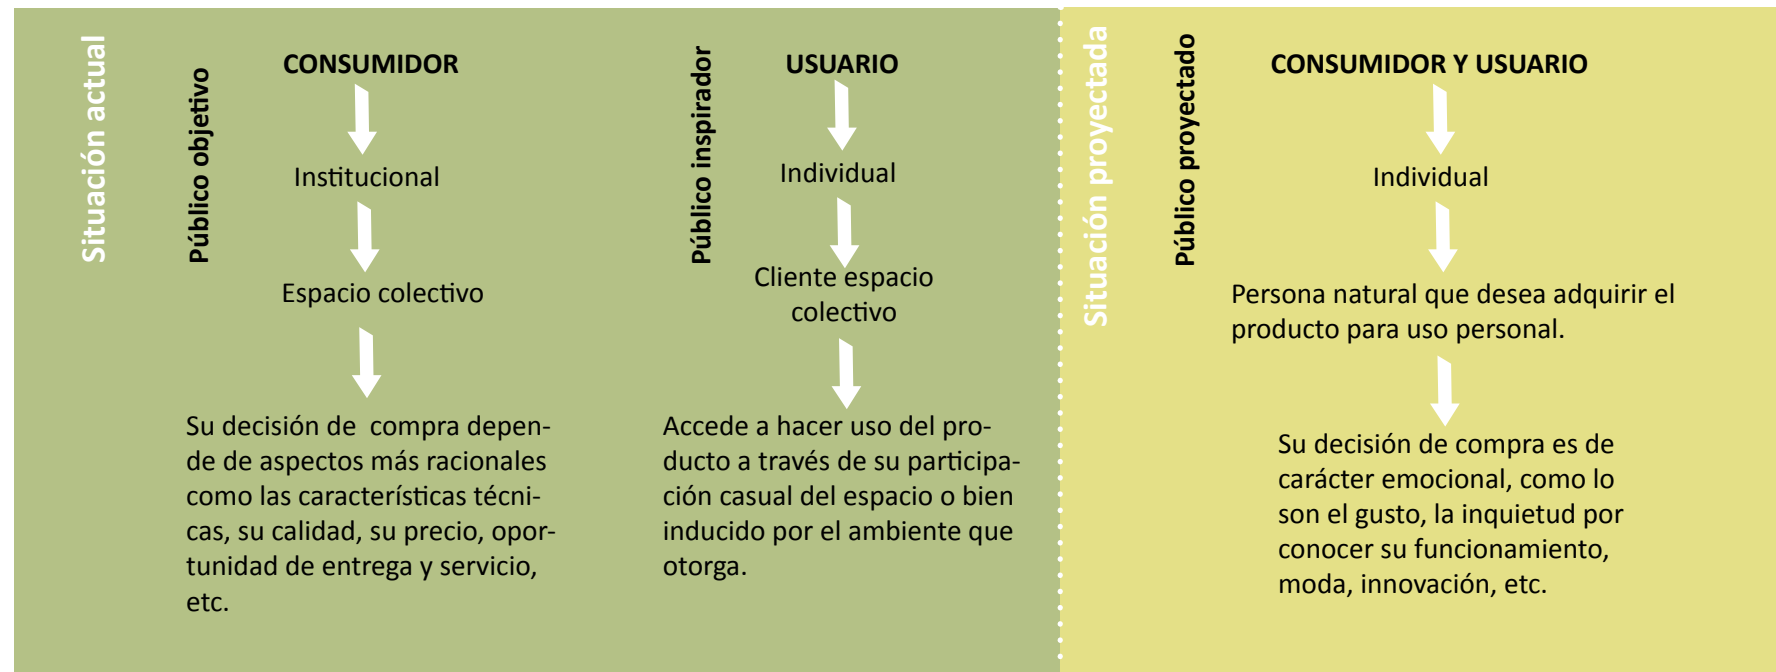 Situación actual
Público objetivo
CONSUMIDOR
Institucional
Espacio colectivo
Su decisión de  compra depen-
de de aspectos más racionales
como las características técni-
cas, su calidad, su precio, opor-
tunidad de entrega y servicio,
etc.
Público inspirador
USUARIO
Individual
Cliente espacio
colectivo
Accede a hacer uso del pro-
ducto a través de su participa-
ción casual del espacio o bien
inducido por el ambiente que
otorga.
Situación proyectada
Público proyectado
CONSUMIDOR Y USUARIO
Individual
Persona natural que desea adquirir el
producto para uso personal.
Su decisión de compra es de
carácter emocional, como lo
son el gusto, la inquietud por
conocer su funcionamiento,
moda, innovación, etc.